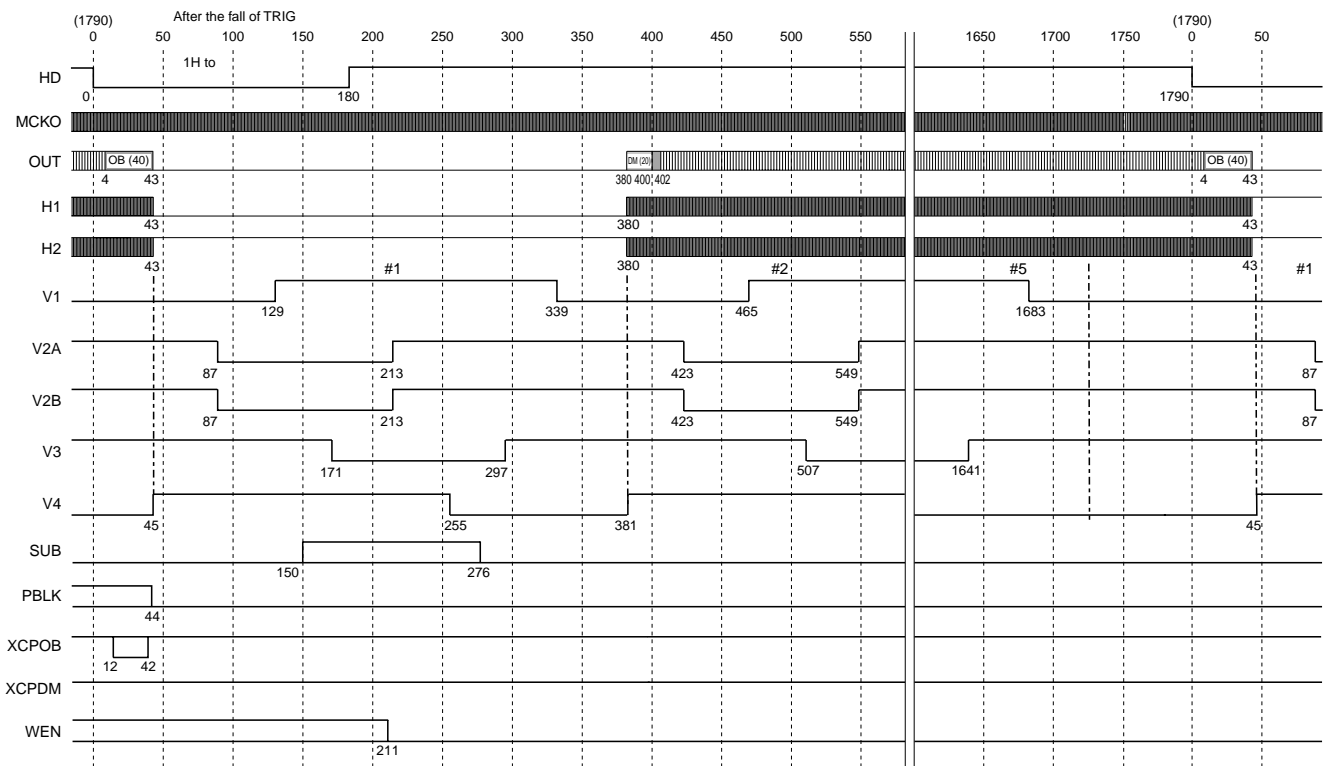 (1790) After the fall of TRIG (1790)
0 50 100 150 200 250 300 350 400 450 500 550 1650 1700 1750 0 50
1H to
HD
0 180 1790
MCKO
OUT OB (40) DM (20) OB (40)
4 43 380 400 402 4 43
H1
43 380 43
H2
43 380 43
#1 #2 #5 #1
V1
129 339 465 1683
V2A
87 213 423 549 87
V2B
87 213 423 549 87
V3
171 297 507 1641
V4
45 255 381 45
SUB
150 276
PBLK
44
XCPOB
12 42
XCPDM
WEN
211